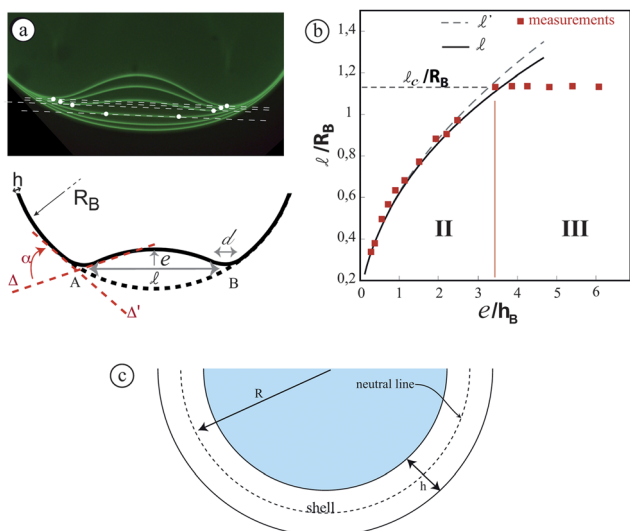 a
h
R_B
α
Δ
A
e
ℓ
d
B
Δ'
b
ℓ'
ℓ
measurements
ℓ_c/R_B
ℓ/R_B
1,4
1,2
1
0,8
0,6
0,4
0,2
II
III
0 1 2 3 4 5 6
e/h_B
c
R
neutral line
h
shell